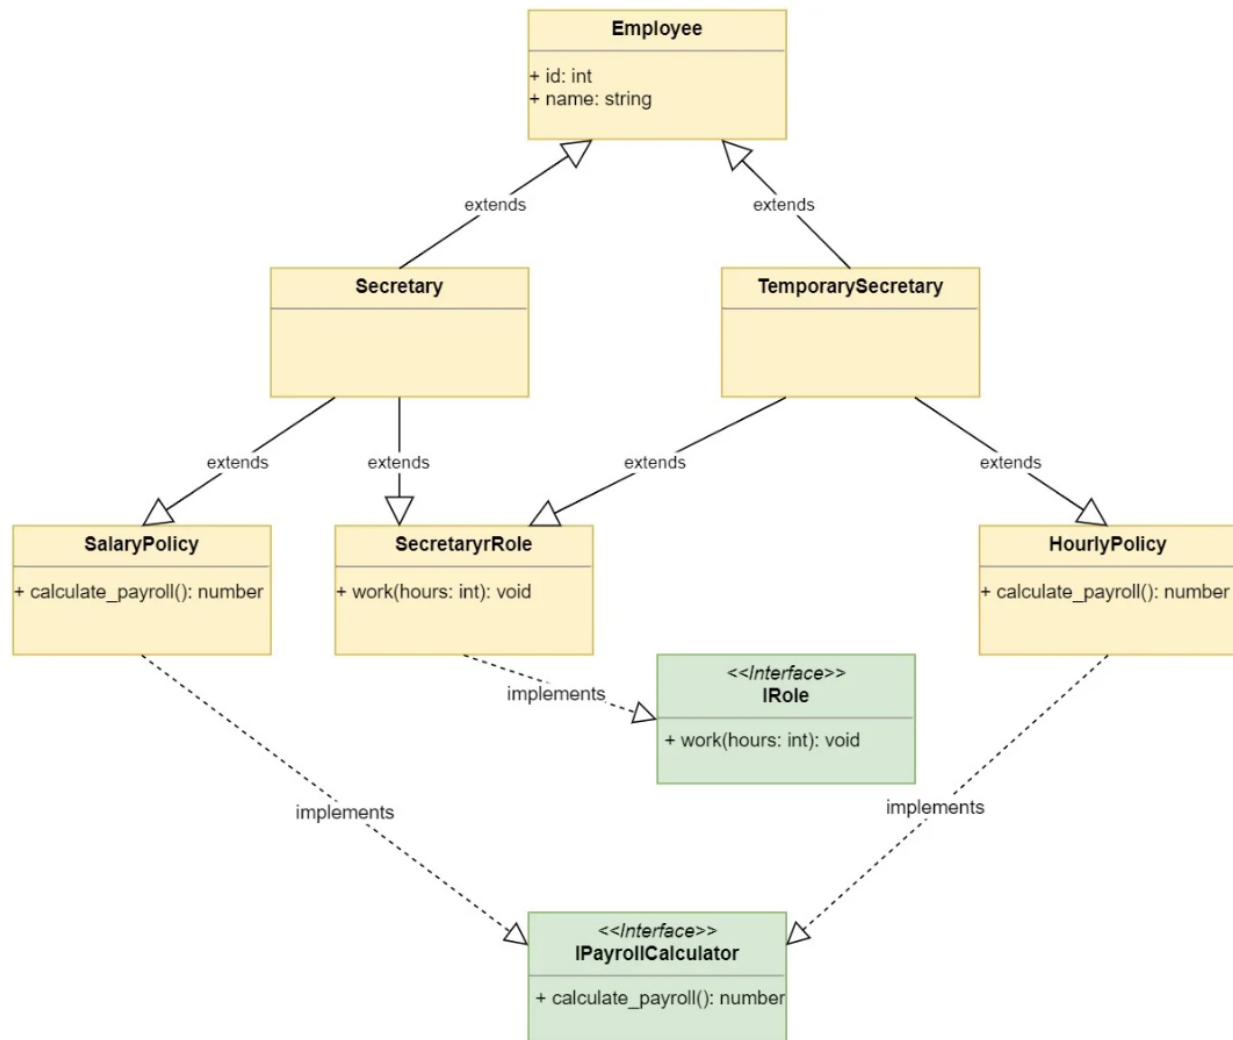 Employee
+ id: int
+ name: string
extends
extends
Secretary
TemporarySecretary
extends
extends
extends
extends
SalaryPolicy
+ calculate_payroll(): number
SecretaryrRole
+ work(hours: int): void
HourlyPolicy
+ calculate_payroll(): number
<<Interface>>
IRole
+ work(hours: int): void
implements
implements
implements
<<Interface>>
IPayrollCalculator
+ calculate_payroll(): number